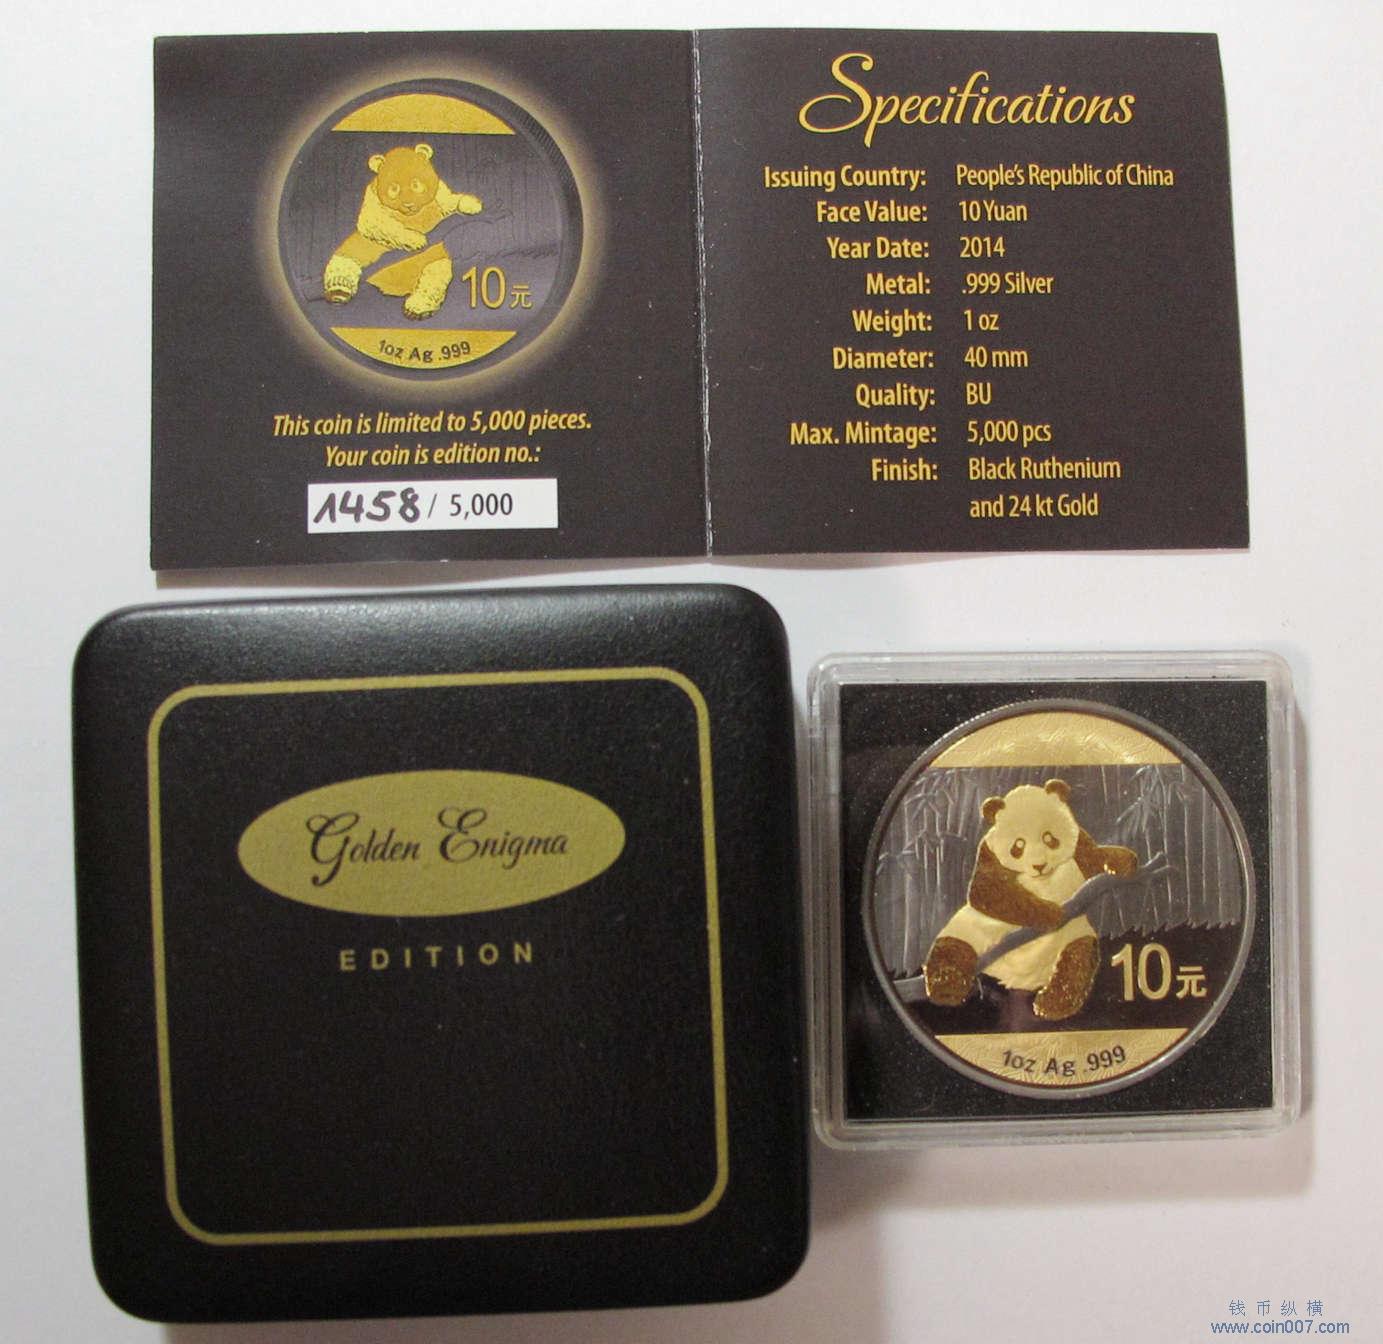 10元
1oz Ag .999
This coin is limited to 5,000 pieces.
Your coin is edition no.:
1458 / 5,000
Specifications
Issuing Country: People's Republic of China
Face Value: 10 Yuan
Year Date: 2014
Metal: .999 Silver
Weight: 1 oz
Diameter: 40 mm
Quality: BU
Max. Mintage: 5,000 pcs
Finish: Black Ruthenium
and 24 kt Gold
Golden Enigma
EDITION
10元
1oz Ag .999
钱币纵横
www.coin007.com